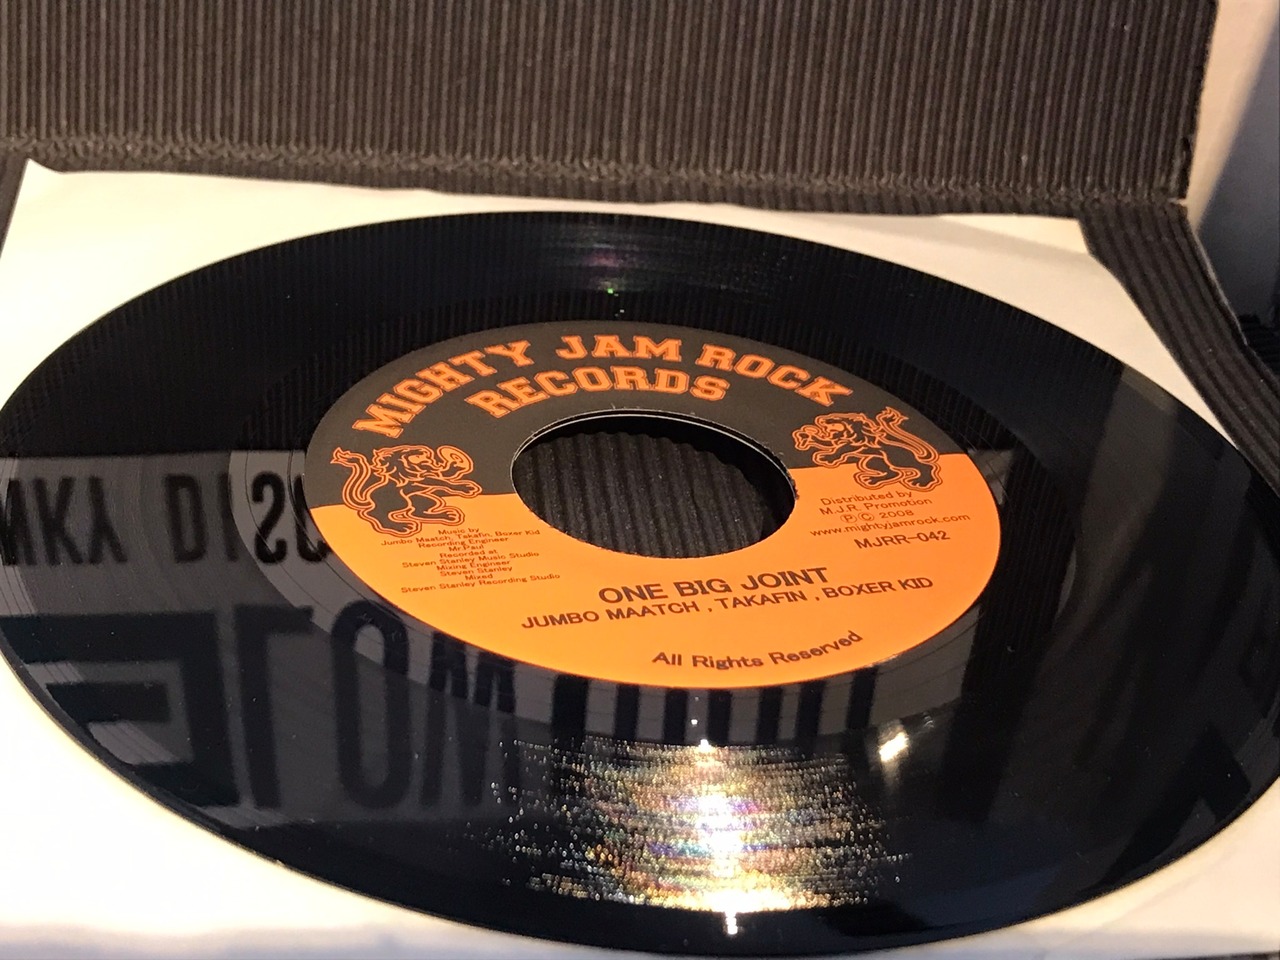 MIGHTY JAM ROCK
RECORDS
Music by
Jumbo Maatch, Takafin, Boxer Kid
Recording Engineer
Mr.Paul
Recorded at
Steven Stanley Music Studio
Mixing Engineer
Steven Stanley
Mixed
Steven Stanley Recording Studio
Distributed by
M.J.R. Promotion
Ⓟ Ⓒ 2008
www.mightyjamrock.com
MJRR-042
ONE BIG JOINT
JUMBO MAATCH , TAKAFIN , BOXER KID
All Rights Reserved